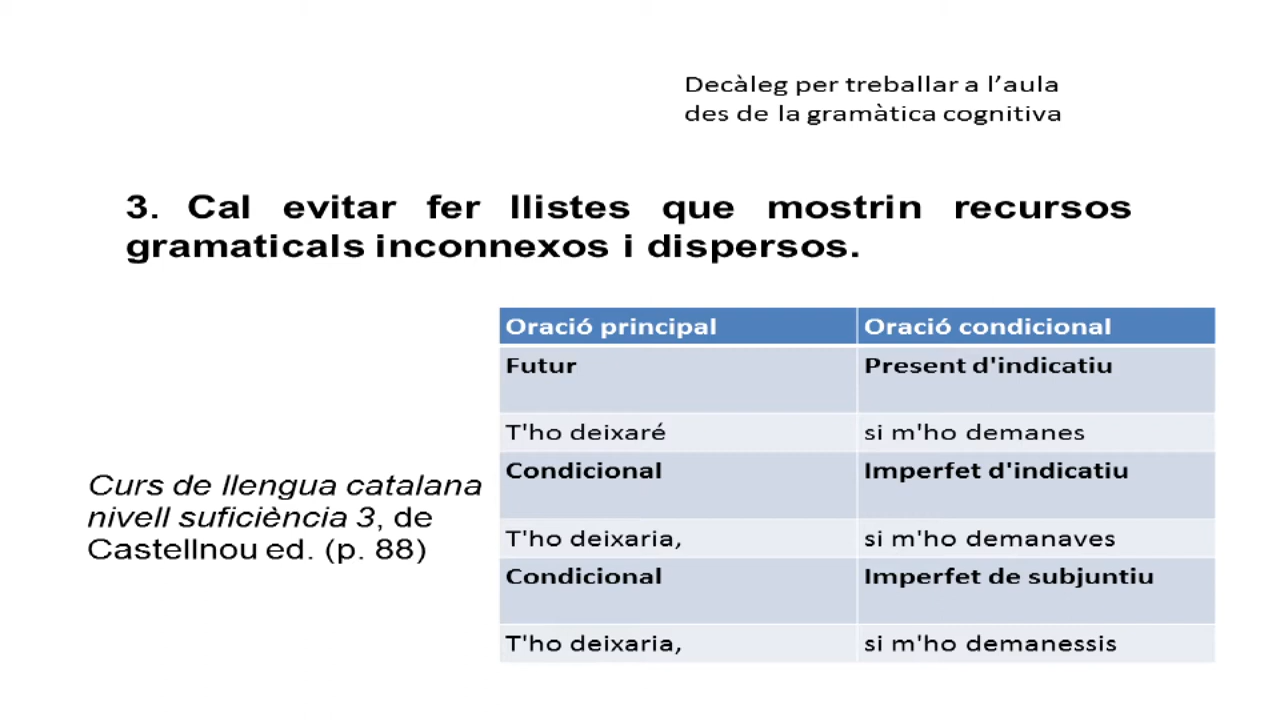 Decàleg per treballar a l’aula
des de la gramàtica cognitiva
3. Cal evitar fer llistes que mostrin recursos
gramaticals inconnexos i dispersos.
Curs de llengua catalana
nivell suficiència 3, de
Castellnou ed. (p. 88)
Oració principal Oració condicional
Futur Present d'indicatiu
T'ho deixaré si m'ho demanes
Condicional Imperfet d'indicatiu
T'ho deixaria, si m'ho demanaves
Condicional Imperfet de subjuntiu
T'ho deixaria, si m'ho demanessis